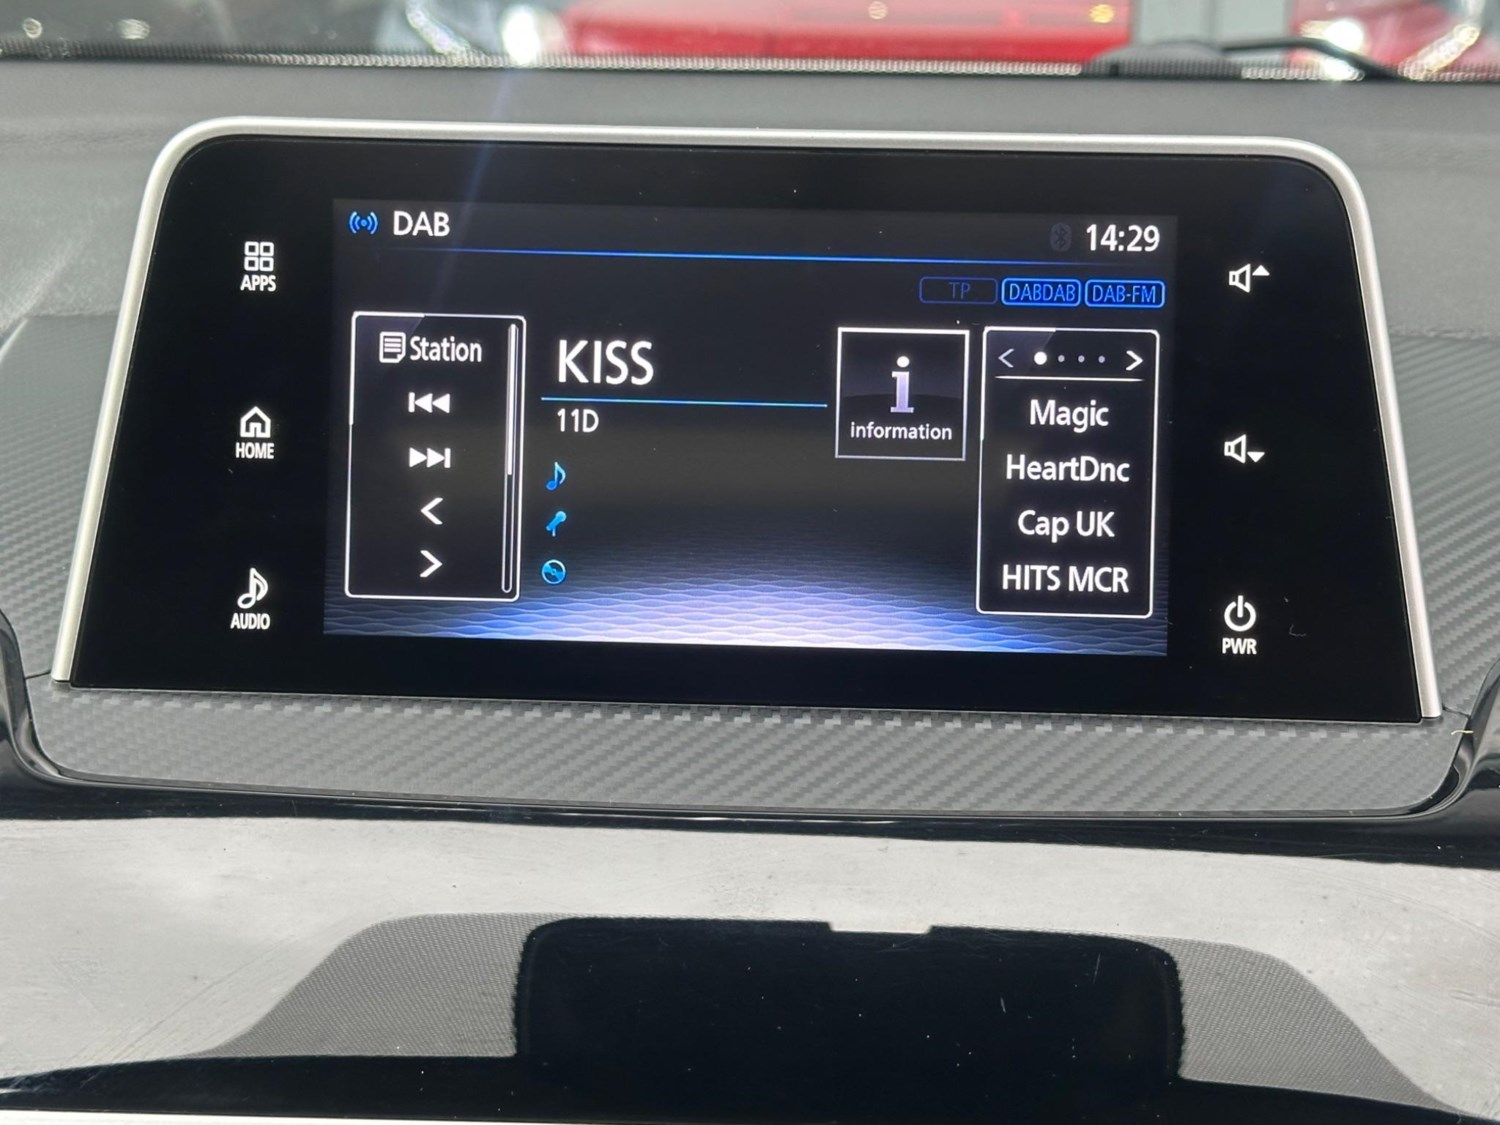 DAB
14:29
TP
DABDAB
DAB-FM
APPS
HOME
AUDIO
Station
KISS
11D
i
information
Magic
HeartDnc
Cap UK
HITS MCR
PWR